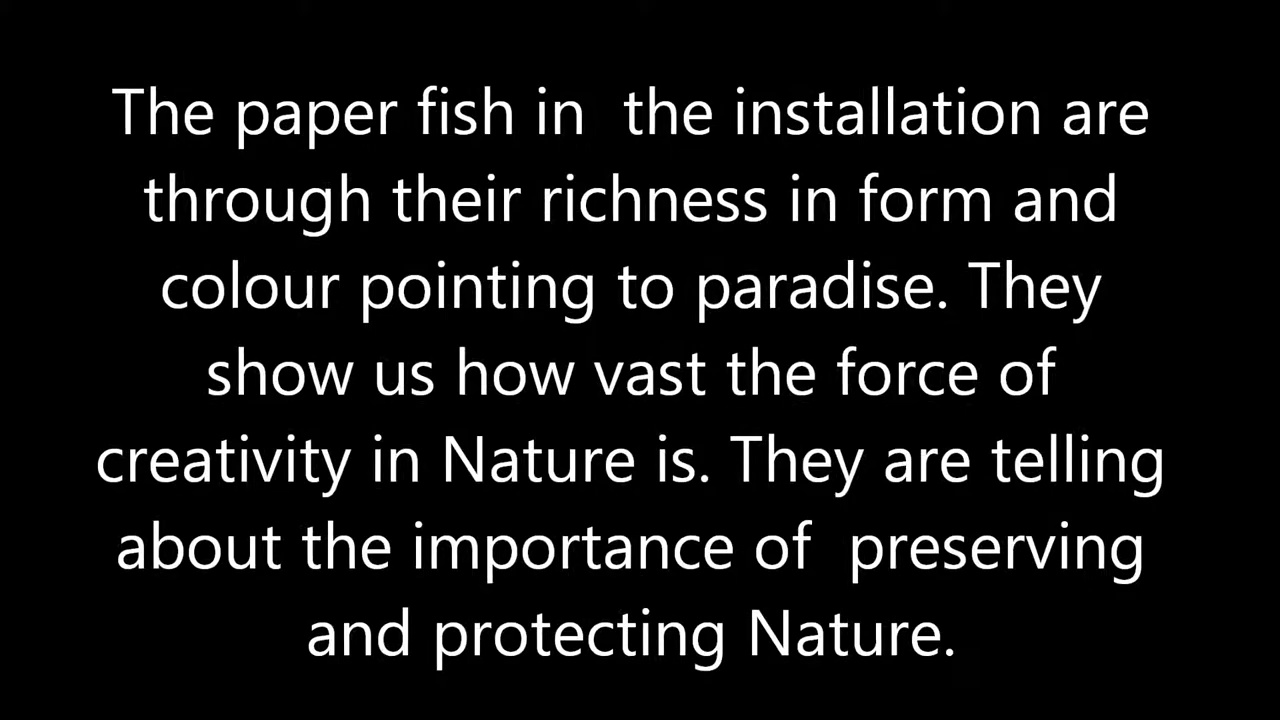 The paper fish in  the installation are
through their richness in form and
colour pointing to paradise. They
show us how vast the force of
creativity in Nature is. They are telling
about the importance of  preserving
and protecting Nature.